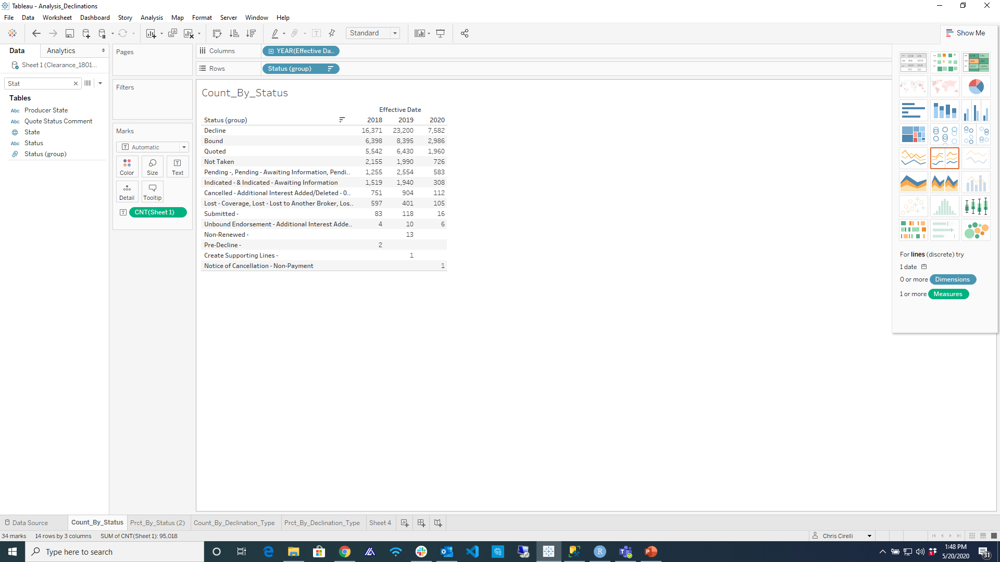 Tableau - Analysis_Declinations
File Data Worksheet Dashboard Story Analysis Map Format Server Window Help
Standard
Show Me
Data Analytics
Sheet 1 (Clearance_1801...
Stat
Tables
Abc Producer State
Abc Quote Status Comment
State
Abc Status
Status (group)
Pages
Filters
Marks
Automatic
Color Size Text
Detail Tooltip
CNT(Sheet 1)
Columns YEAR(Effective Da..
Rows Status (group)
Count_By_Status
Effective Date
Status (group) 2018 2019 2020
Decline 16,371 23,200 7,582
Bound 6,398 8,395 2,986
Quoted 5,542 6,430 1,960
Not Taken 2,155 1,990 726
Pending -, Pending - Awaiting Information, Pendi.. 1,255 2,554 583
Indicated - & Indicated - Awaiting Information 1,519 1,940 308
Cancelled - Additional Interest Added/Deleted - 0.. 751 904 112
Lost - Coverage, Lost - Lost to Another Broker, Los.. 597 401 105
Submitted - 83 118 16
Unbound Endorsement - Additional Interest Adde.. 4 10 6
Non-Renewed - 13
Pre-Decline - 2
Create Supporting Lines - 1
Notice of Cancellation - Non-Payment 1
For lines (discrete) try
1 date
0 or more Dimensions
1 or more Measures
Data Source Count_By_Status Prct_By_Status (2) Count_By_Declination_Type Prct_By_Declination_Type Sheet 4
34 marks 14 rows by 3 columns SUM of CNT(Sheet 1): 95,018
Chris Cirelli
Type here to search
1:48 PM
5/20/2020
31